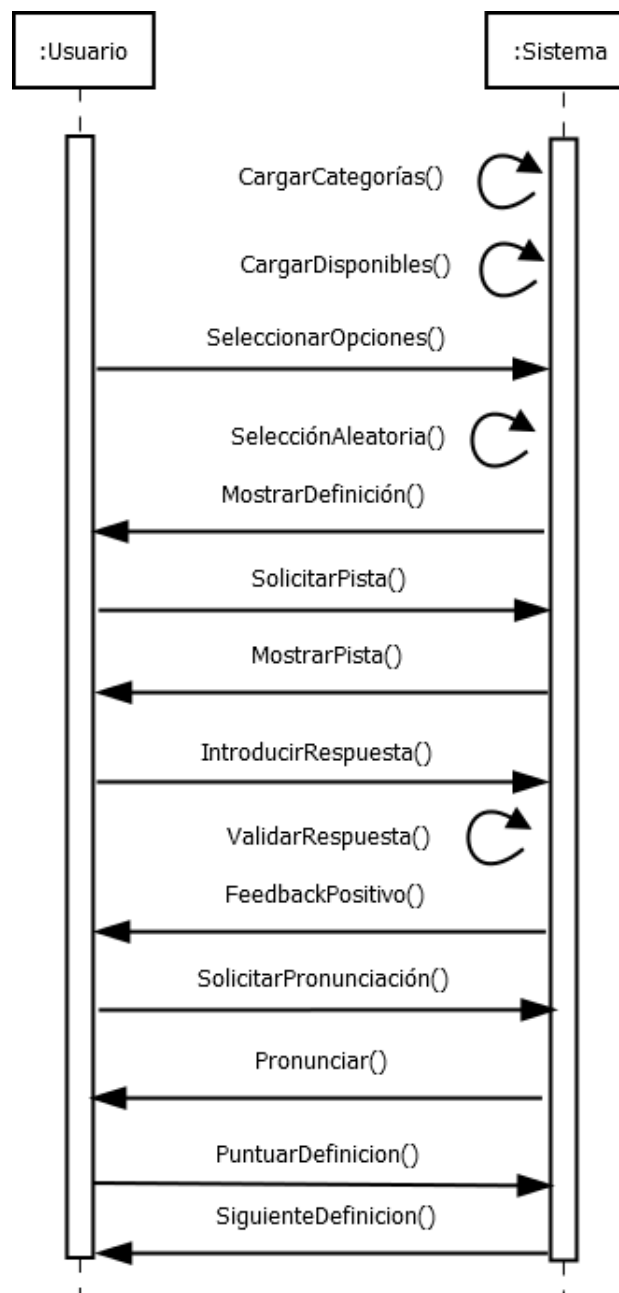 :Usuario
:Sistema
CargarCategorías()
CargarDisponibles()
SeleccionarOpciones()
SelecciónAleatoria()
MostrarDefinición()
SolicitarPista()
MostrarPista()
IntroducirRespuesta()
ValidarRespuesta()
FeedbackPositivo()
SolicitarPronunciación()
Pronunciar()
PuntuarDefinicion()
SiguienteDefinicion()